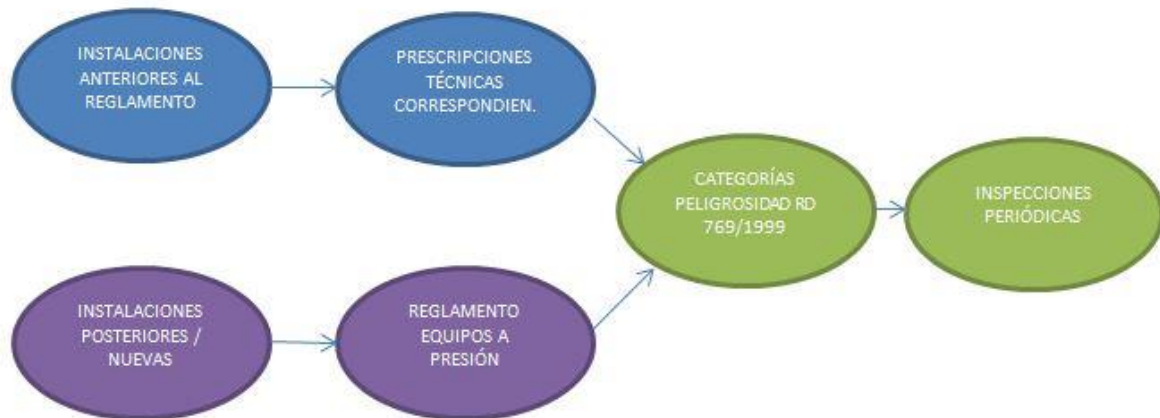 INSTALACIONES
ANTERIORES AL
REGLAMENTO
PRESCRIPCIONES
TÉCNICAS
CORRESPONDIEN.
CATEGORÍAS
PELIGROSIDAD RD
769/1999
INSPECCIONES
PERIÓDICAS
INSTALACIONES
POSTERIORES /
NUEVAS
REGLAMENTO
EQUIPOS A
PRESIÓN